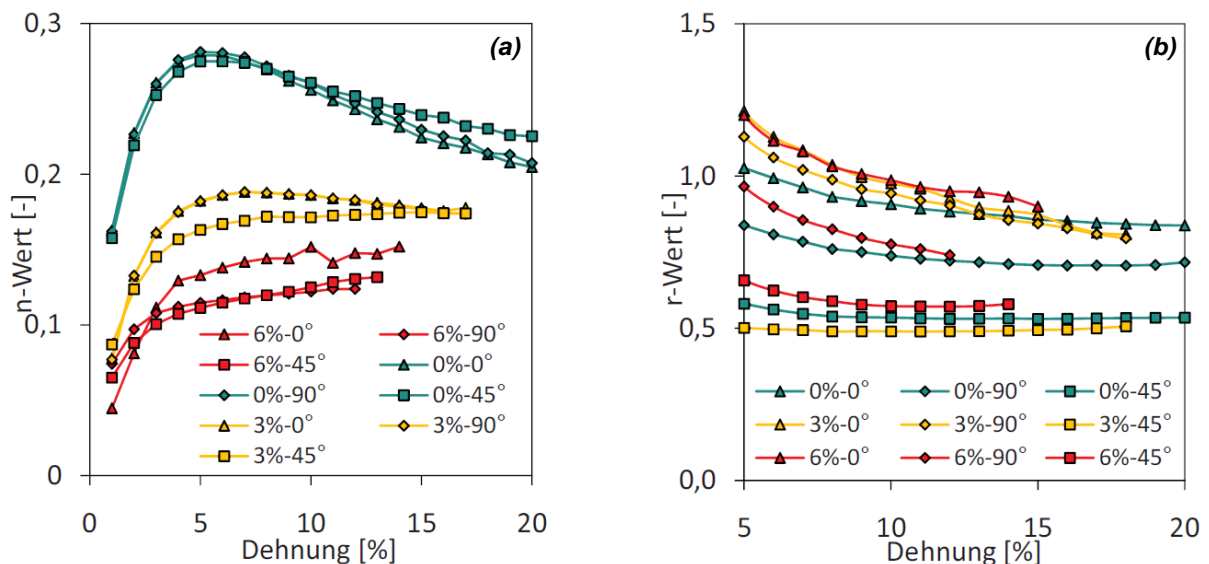 (a)
n-Wert [-]
0,3
0,2
0,1
0
6%-0° 6%-90°
6%-45° 0%-0°
0%-90° 0%-45°
3%-0° 3%-90°
3%-45°
0 5 10 15 20
Dehnung [%]
(b)
r-Wert [-]
1,5
1,0
0,5
0,0
0%-0° 0%-90° 0%-45°
3%-0° 3%-90° 3%-45°
6%-0° 6%-90° 6%-45°
5 10 15 20
Dehnung [%]